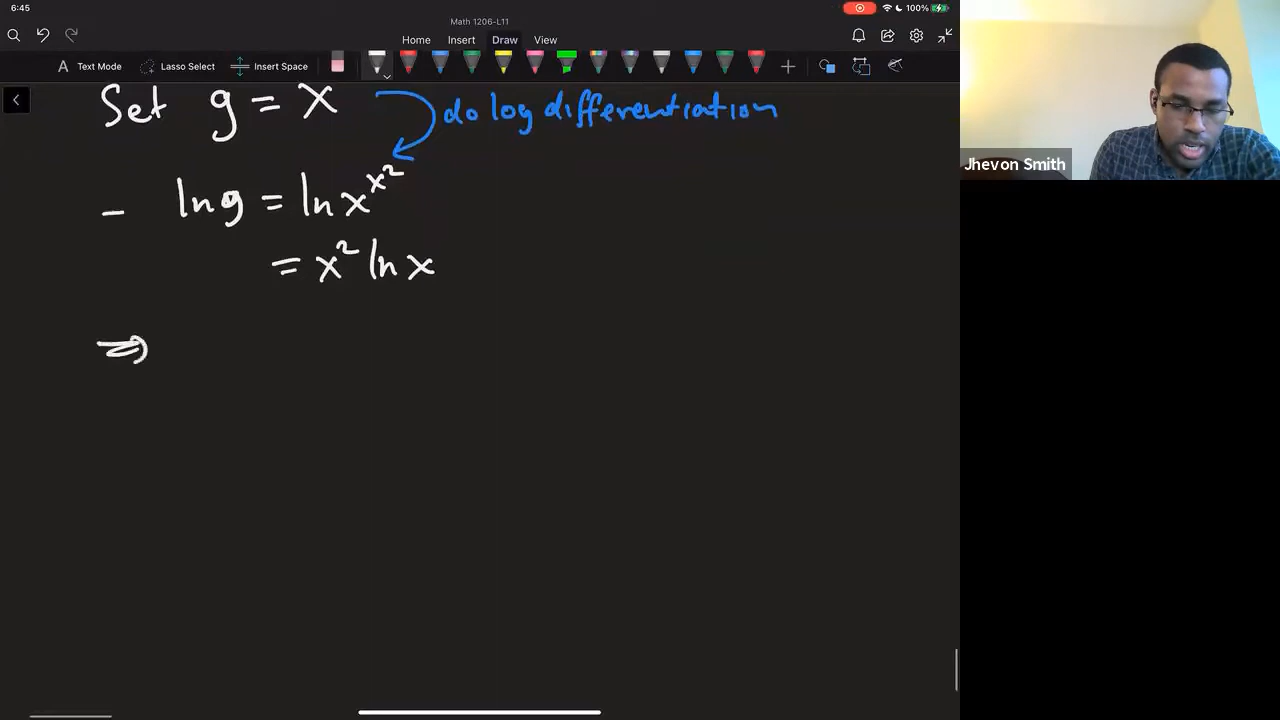 6:45
Math 1206-L11
100%
Home Insert Draw View
Text Mode Lasso Select Insert Space
Set g = x
do log differentiation
- ln g = ln x^{x^2}
= x^2 ln x
⇒
Jhevon Smith